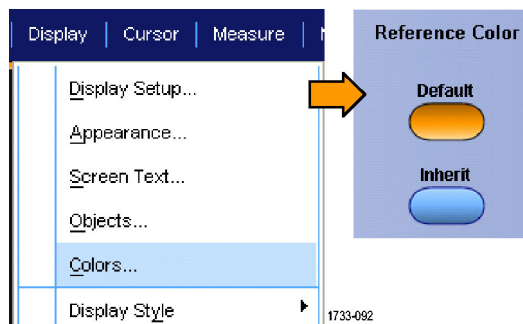 Display Cursor Measure
Display Setup...
Appearance...
Screen Text...
Objects...
Colors...
Display Style
Reference Color
Default
Inherit
1733-092